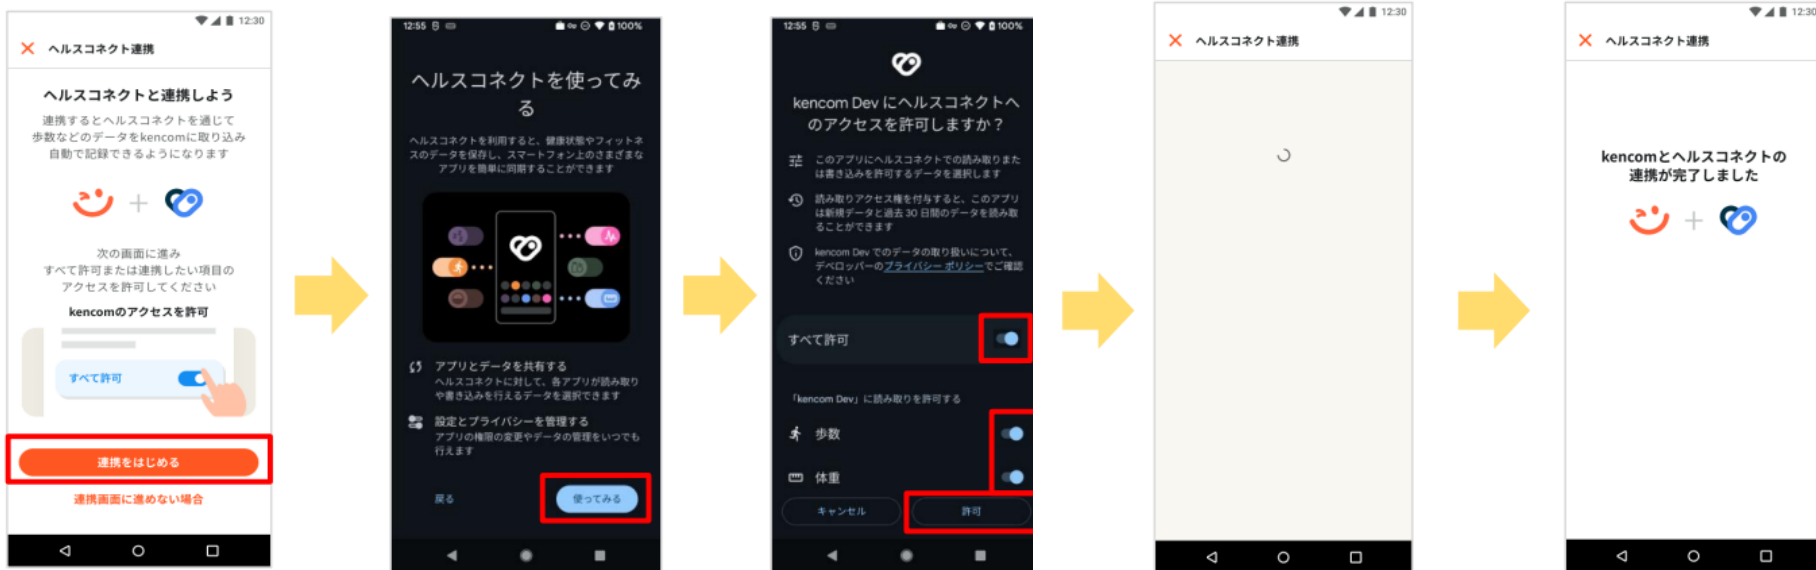 12:30
ヘルスコネクト連携
ヘルスコネクトと連携しよう
連携するとヘルスコネクトを通じて
歩数などのデータをkencomに取り込み
自動で記録できるようになります
次の画面に進み
すべて許可または連携したい項目の
アクセスを許可してください
kencomのアクセスを許可
すべて許可
連携をはじめる
連携画面に進めない場合
12:55
100%
ヘルスコネクトを使ってみ
る
ヘルスコネクトを利用すると、健康状態やフィットネ
スのデータを保存し、スマートフォン上のさまざまな
アプリを簡単に同期することができます
アプリとデータを共有する
ヘルスコネクトに対して、各アプリが読み取り
や書き込みを行えるデータを選択できます
設定とプライバシーを管理する
アプリの権限の変更やデータの管理をいつでも
行えます
戻る
使ってみる
12:55
100%
kencom Dev にヘルスコネクトへ
のアクセスを許可しますか？
このアプリにヘルスコネクトでの読み取りまた
は書き込みを許可するデータを選択します
読み取りアクセス権を付与すると、このアプリ
は新規データと過去 30 日間のデータを読み取
ることができます
kencom Dev でのデータの取り扱いについて、
デベロッパーのプライバシー ポリシーでご確認
ください
すべて許可
「kencom Dev」に読み取りを許可する
歩数
体重
キャンセル
許可
12:30
ヘルスコネクト連携
12:30
ヘルスコネクト連携
kencomとヘルスコネクトの
連携が完了しました